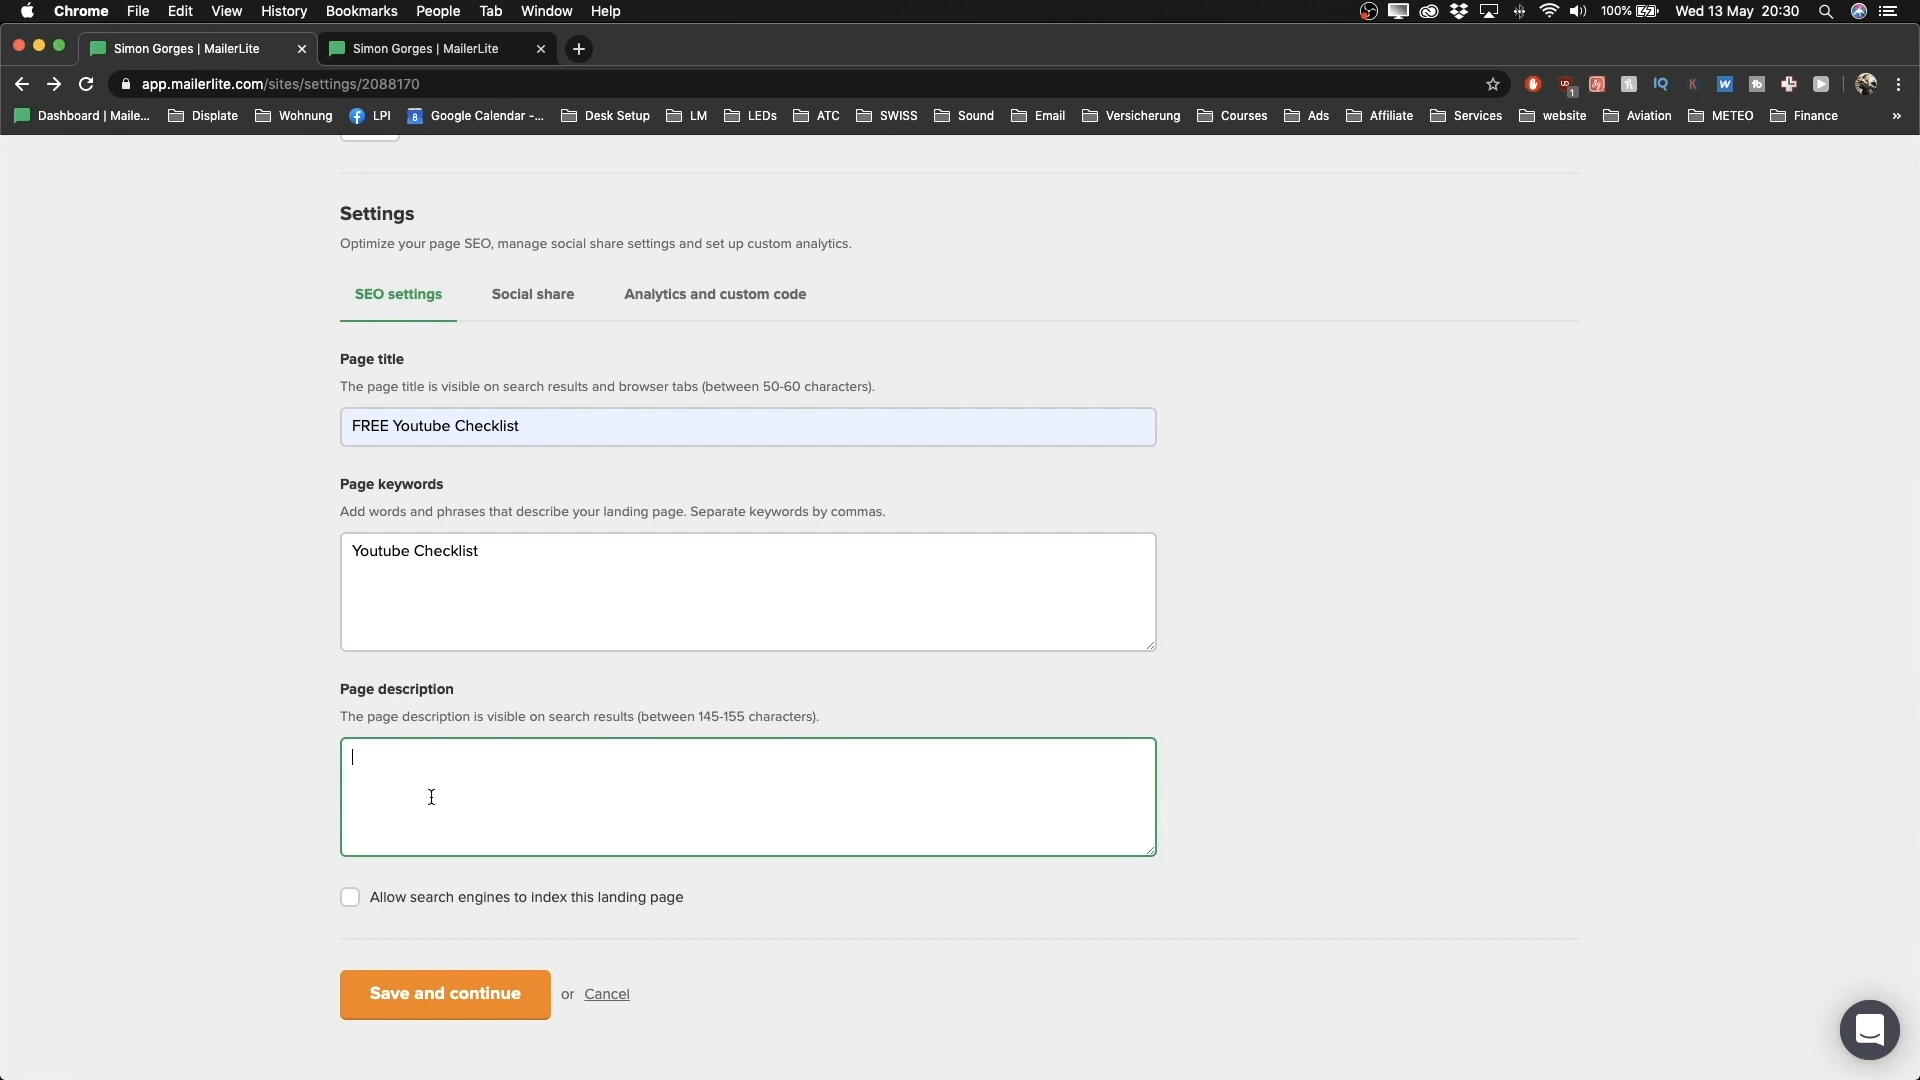 Chrome File Edit View History Bookmarks People Tab Window Help 100% Wed 13 May 20:30
Simon Gorges | MailerLite Simon Gorges | MailerLite
app.mailerlite.com/sites/settings/2088170
Dashboard | Maile... Displate Wohnung LPI Google Calendar -... Desk Setup LM LEDs ATC SWISS Sound Email Versicherung Courses Ads Affiliate Services website Aviation METEO Finance »
Settings
Optimize your page SEO, manage social share settings and set up custom analytics.
SEO settings Social share Analytics and custom code
Page title
The page title is visible on search results and browser tabs (between 50-60 characters).
FREE Youtube Checklist
Page keywords
Add words and phrases that describe your landing page. Separate keywords by commas.
Youtube Checklist
Page description
The page description is visible on search results (between 145-155 characters).
Allow search engines to index this landing page
Save and continue or Cancel